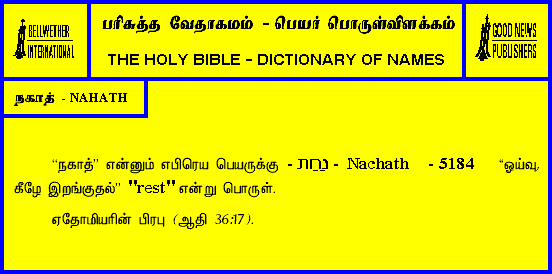 BELLWETHER
INTERNATIONAL
பரிசுத்த வேதாகமம் - பெயர் பொருள்விளக்கம்
THE HOLY BIBLE - DICTIONARY OF NAMES
GOOD NEWS
PUBLISHERS
நகாத் - NAHATH
“நகாத்” என்னும் எபிரெய பெயருக்கு - נחת - Nachath - 5184 “ஓய்வு,
கீழே இறங்குதல்” "rest" என்று பொருள்.
ஏதோமியரின் பிரபு (ஆதி 36:17).